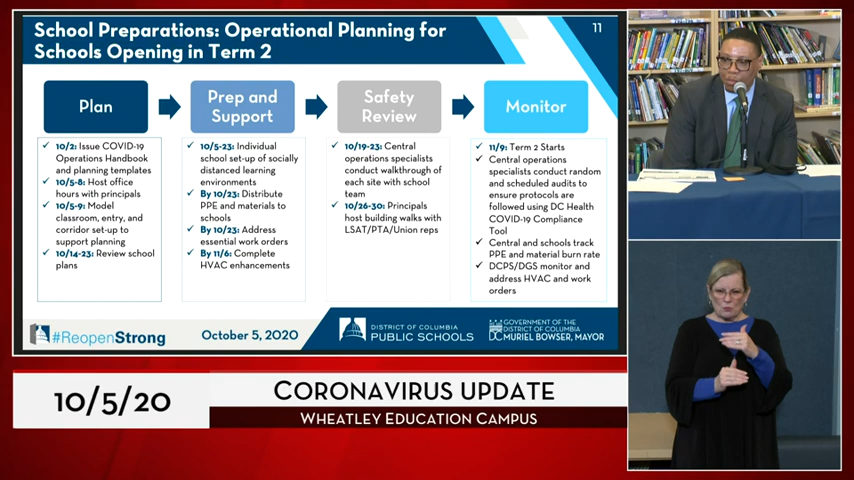 School Preparations: Operational Planning for
Schools Opening in Term 2
11
Plan
Prep and
Support
Safety
Review
Monitor
✓ 10/2: Issue COVID-19
Operations Handbook
and planning templates
✓ 10/5-8: Host office
hours with principals
✓ 10/5-9: Model
classroom, entry, and
corridor set-up to
support planning
✓ 10/14-23: Review school
plans
✓ 10/5-23: Individual
school set-up of socially
distanced learning
environments
✓ By 10/23: Distribute
PPE and materials to
schools
✓ By 10/23: Address
essential work orders
✓ By 11/6: Complete
HVAC enhancements
✓ 10/19-23: Central
operations specialists
conduct walkthrough of
each site with school
team
✓ 10/26-30: Principals
host building walks with
LSAT/PTA/Union reps
✓ 11/9: Term 2 Starts
✓ Central operations
specialists conduct random
and scheduled audits to
ensure protocols are
followed using DC Health
COVID-19 Compliance
Tool
✓ Central and schools track
PPE and material burn rate
✓ DCPS/DGS monitor and
address HVAC and work
orders
#ReopenStrong
October 5, 2020
DISTRICT OF COLUMBIA
PUBLIC SCHOOLS
GOVERNMENT OF THE
DISTRICT OF COLUMBIA
DC MURIEL BOWSER, MAYOR
10/5/20
CORONAVIRUS UPDATE
WHEATLEY EDUCATION CAMPUS